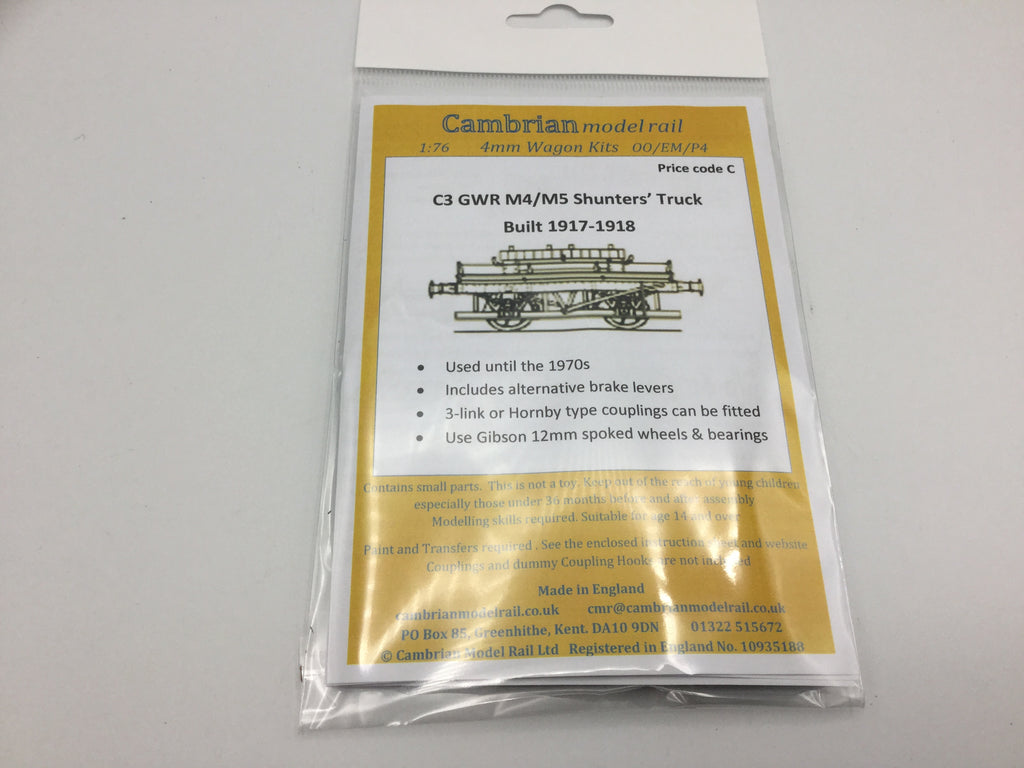 Cambrian model rail
1:76 4mm Wagon Kits OO/EM/P4
Price code C
C3 GWR M4/M5 Shunters' Truck
Built 1917-1918
• Used until the 1970s
• Includes alternative brake levers
• 3-link or Hornby type couplings can be fitted
• Use Gibson 12mm spoked wheels & bearings
Contains small parts. This is not a toy. Keep out of the reach of young children
especially those under 36 months before and after assembly
Modelling skills required. Suitable for age 14 and over
Paint and Transfers required . See the enclosed instruction sheet and website
Couplings and dummy Coupling Hooks are not included
Made in England
cambrianmodelrail.co.uk cmr@cambrianmodelrail.co.uk
PO Box 85, Greenhithe, Kent. DA10 9DN 01322 515672
© Cambrian Model Rail Ltd Registered in England No. 10935188